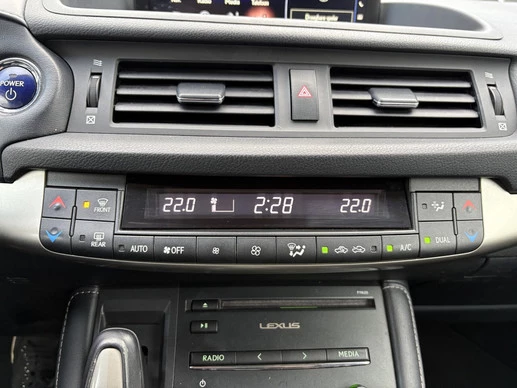 POWER
22.0 2:28 22.0
FRONT
REAR
AUTO
OFF
A/C
DUAL
LEXUS
RADIO
MEDIA